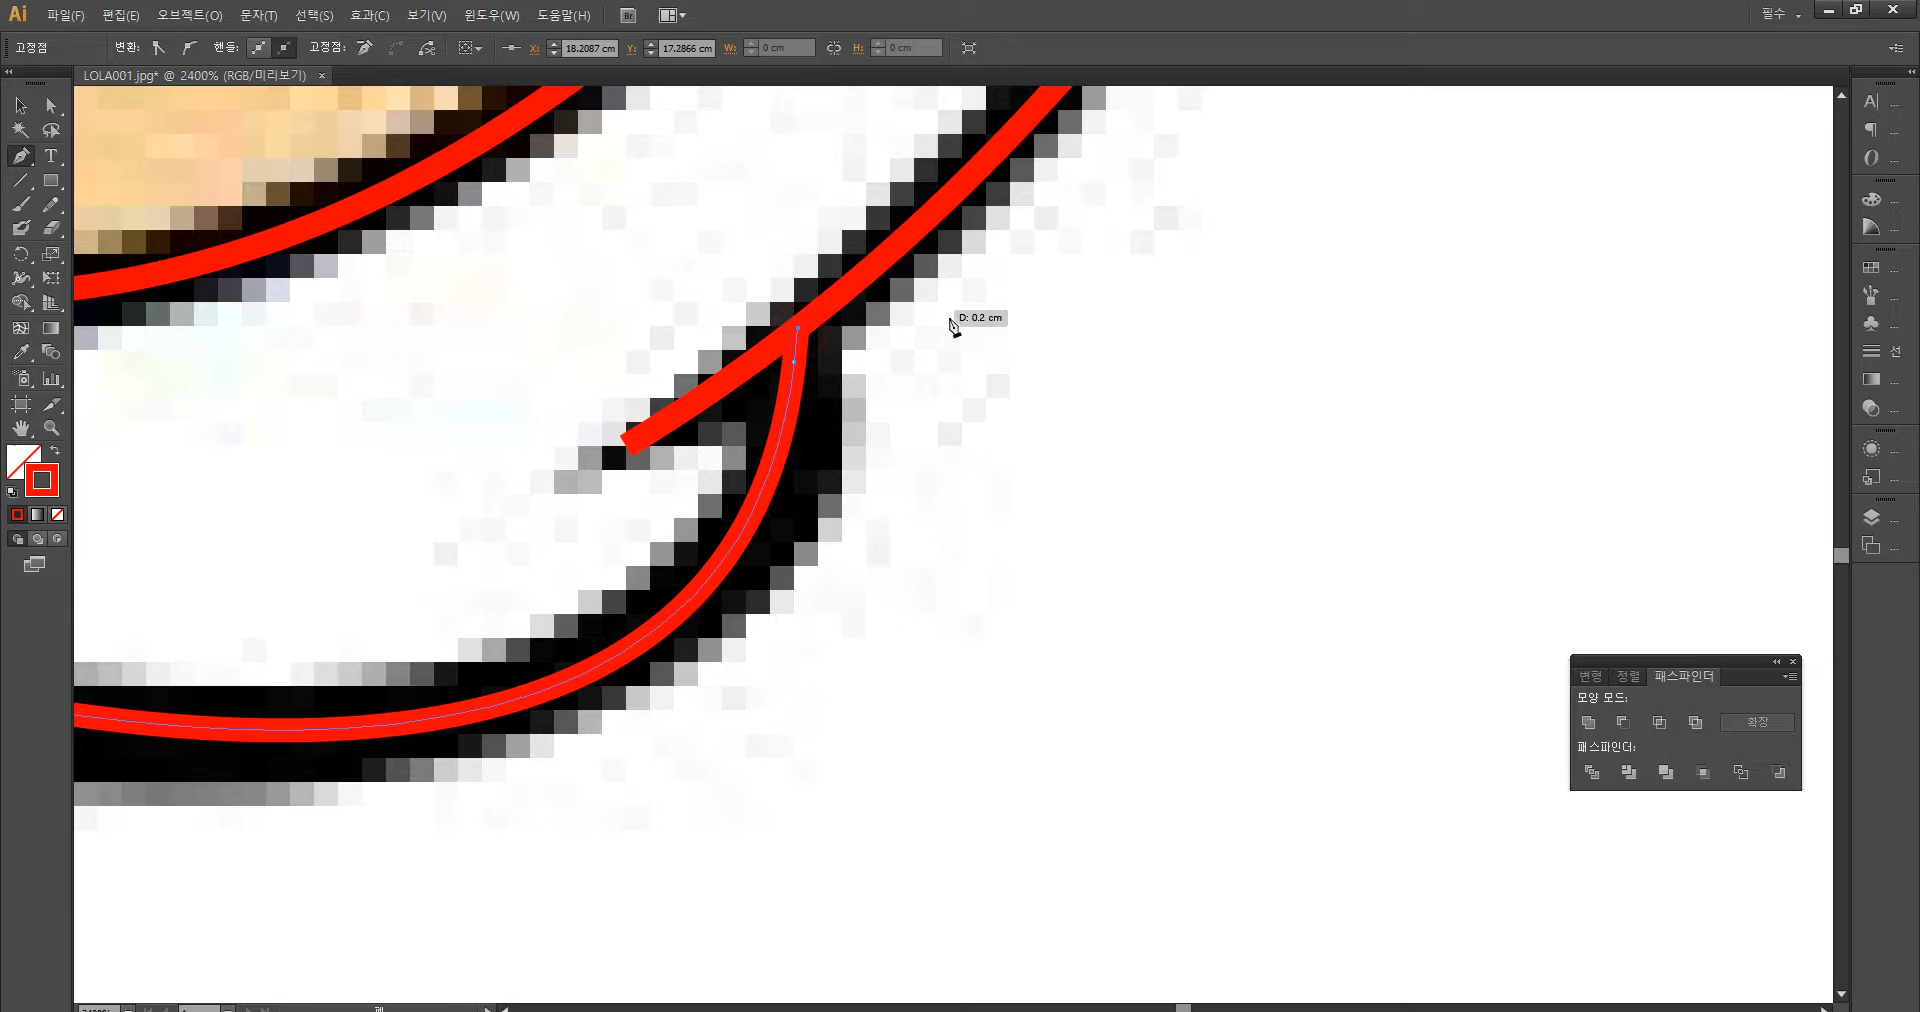 Ai 파일(F) 편집(E) 오브젝트(O) 문자(T) 선택(S) 효과(C) 보기(V) 윈도우(W) 도움말(H) Br 필수
고정점 변환: 핸들: 고정점: X: 18.2087 cm Y: 17.2866 cm W: 0 cm H: 0 cm
LOLA001.jpg* @ 2400% (RGB/미리보기) ×
D: 0.2 cm
선
변형 정렬 패스파인더
모양 모드:
확장
패스파인더: